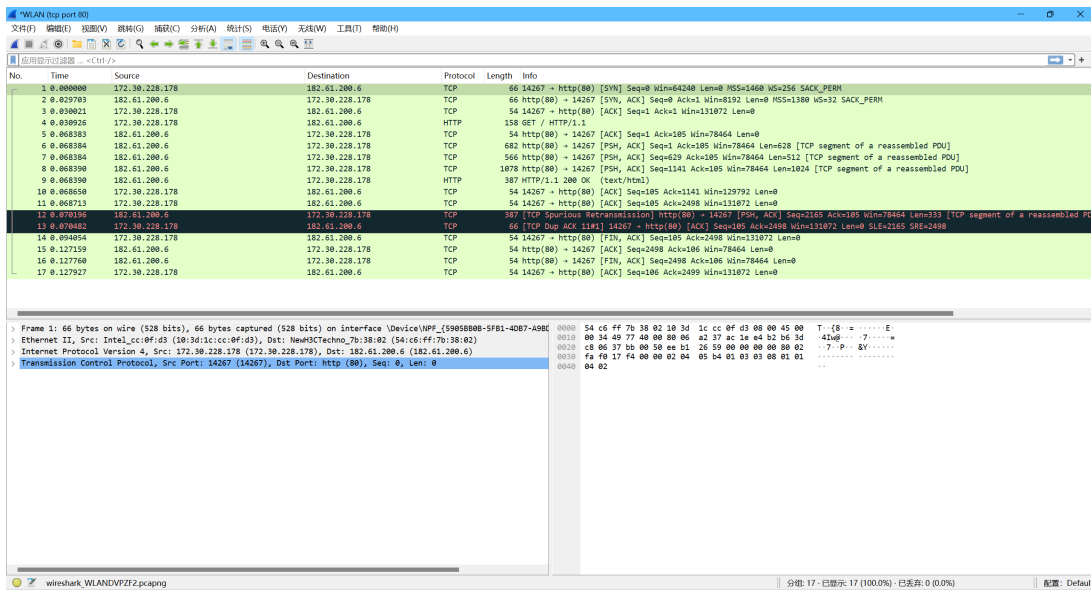 *WLAN (tcp port 80)
文件(F) 编辑(E) 视图(V) 跳转(G) 捕获(C) 分析(A) 统计(S) 电话(Y) 无线(W) 工具(T) 帮助(H)
应用显示过滤器 … <Ctrl-/>
No. Time Source Destination Protocol Length Info
1 0.000000 172.30.228.178 182.61.200.6 TCP 66 14267 → http(80) [SYN] Seq=0 Win=64240 Len=0 MSS=1460 WS=256 SACK_PERM
2 0.029703 182.61.200.6 172.30.228.178 TCP 66 http(80) → 14267 [SYN, ACK] Seq=0 Ack=1 Win=8192 Len=0 MSS=1380 WS=32 SACK_PERM
3 0.030021 172.30.228.178 182.61.200.6 TCP 54 14267 → http(80) [ACK] Seq=1 Ack=1 Win=131072 Len=0
4 0.030926 172.30.228.178 182.61.200.6 HTTP 158 GET / HTTP/1.1
5 0.068383 182.61.200.6 172.30.228.178 TCP 54 http(80) → 14267 [ACK] Seq=1 Ack=105 Win=78464 Len=0
6 0.068384 182.61.200.6 172.30.228.178 TCP 682 http(80) → 14267 [PSH, ACK] Seq=1 Ack=105 Win=78464 Len=628 [TCP segment of a reassembled PDU]
7 0.068384 182.61.200.6 172.30.228.178 TCP 566 http(80) → 14267 [PSH, ACK] Seq=629 Ack=105 Win=78464 Len=512 [TCP segment of a reassembled PDU]
8 0.068390 182.61.200.6 172.30.228.178 TCP 1078 http(80) → 14267 [PSH, ACK] Seq=1141 Ack=105 Win=78464 Len=1024 [TCP segment of a reassembled PDU]
9 0.068390 182.61.200.6 172.30.228.178 HTTP 387 HTTP/1.1 200 OK (text/html)
10 0.068650 172.30.228.178 182.61.200.6 TCP 54 14267 → http(80) [ACK] Seq=105 Ack=1141 Win=129792 Len=0
11 0.068713 172.30.228.178 182.61.200.6 TCP 54 14267 → http(80) [ACK] Seq=105 Ack=2498 Win=131072 Len=0
12 0.070196 182.61.200.6 172.30.228.178 TCP 387 [TCP Spurious Retransmission] http(80) → 14267 [PSH, ACK] Seq=2165 Ack=105 Win=78464 Len=333 [TCP segment of a reassembled PD
13 0.070482 172.30.228.178 182.61.200.6 TCP 66 [TCP Dup ACK 11#1] 14267 → http(80) [ACK] Seq=105 Ack=2498 Win=131072 Len=0 SLE=2165 SRE=2498
14 0.094054 172.30.228.178 182.61.200.6 TCP 54 14267 → http(80) [FIN, ACK] Seq=105 Ack=2498 Win=131072 Len=0
15 0.127159 182.61.200.6 172.30.228.178 TCP 54 http(80) → 14267 [ACK] Seq=2498 Ack=106 Win=78464 Len=0
16 0.127760 182.61.200.6 172.30.228.178 TCP 54 http(80) → 14267 [FIN, ACK] Seq=2498 Ack=106 Win=78464 Len=0
17 0.127927 172.30.228.178 182.61.200.6 TCP 54 14267 → http(80) [ACK] Seq=106 Ack=2499 Win=131072 Len=0
Frame 1: 66 bytes on wire (528 bits), 66 bytes captured (528 bits) on interface \Device\NPF_{5905BB0B-5FB1-4DB7-A9BD
Ethernet II, Src: Intel_cc:0f:d3 (10:3d:1c:cc:0f:d3), Dst: NewH3CTechno_7b:38:02 (54:c6:ff:7b:38:02)
Internet Protocol Version 4, Src: 172.30.228.178 (172.30.228.178), Dst: 182.61.200.6 (182.61.200.6)
Transmission Control Protocol, Src Port: 14267 (14267), Dst Port: http (80), Seq: 0, Len: 0
0000 54 c6 ff 7b 38 02 10 3d 1c cc 0f d3 08 00 45 00 T··{8··= ······E·
0010 00 34 49 77 40 00 80 06 a2 37 ac 1e e4 b2 b6 3d ·4Iw@··· ·7·····=
0020 c8 06 37 bb 00 50 ee b1 26 59 00 00 00 00 80 02 ··7··P·· &Y······
0030 fa f0 17 f4 00 00 02 04 05 b4 01 03 03 08 01 01 ········ ········
0040 04 02 ··
wireshark_WLANDVPZF2.pcapng
分组: 17 · 已显示: 17 (100.0%) · 已丢弃: 0 (0.0%)
配置: Defaul